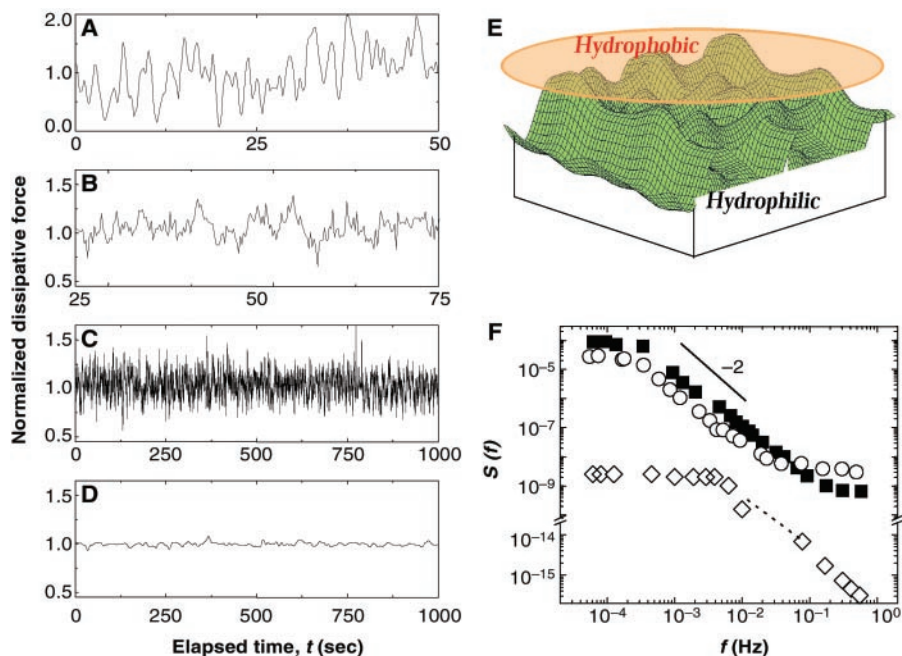 A
2.0
1.0
0.0
0 25 50
B
1.5
1.0
0.5
25 50 75
C
1.5
1.0
0.5
0 250 500 750 1000
D
1.5
1.0
0.5
0 250 500 750 1000
Normalized dissipative force
Elapsed time, t (sec)
E
Hydrophobic
Hydrophilic
F
−2
10⁻⁵
10⁻⁷
10⁻⁹
10⁻¹⁴
10⁻¹⁵
S (f)
10⁻⁴ 10⁻³ 10⁻² 10⁻¹ 10⁰
f (Hz)